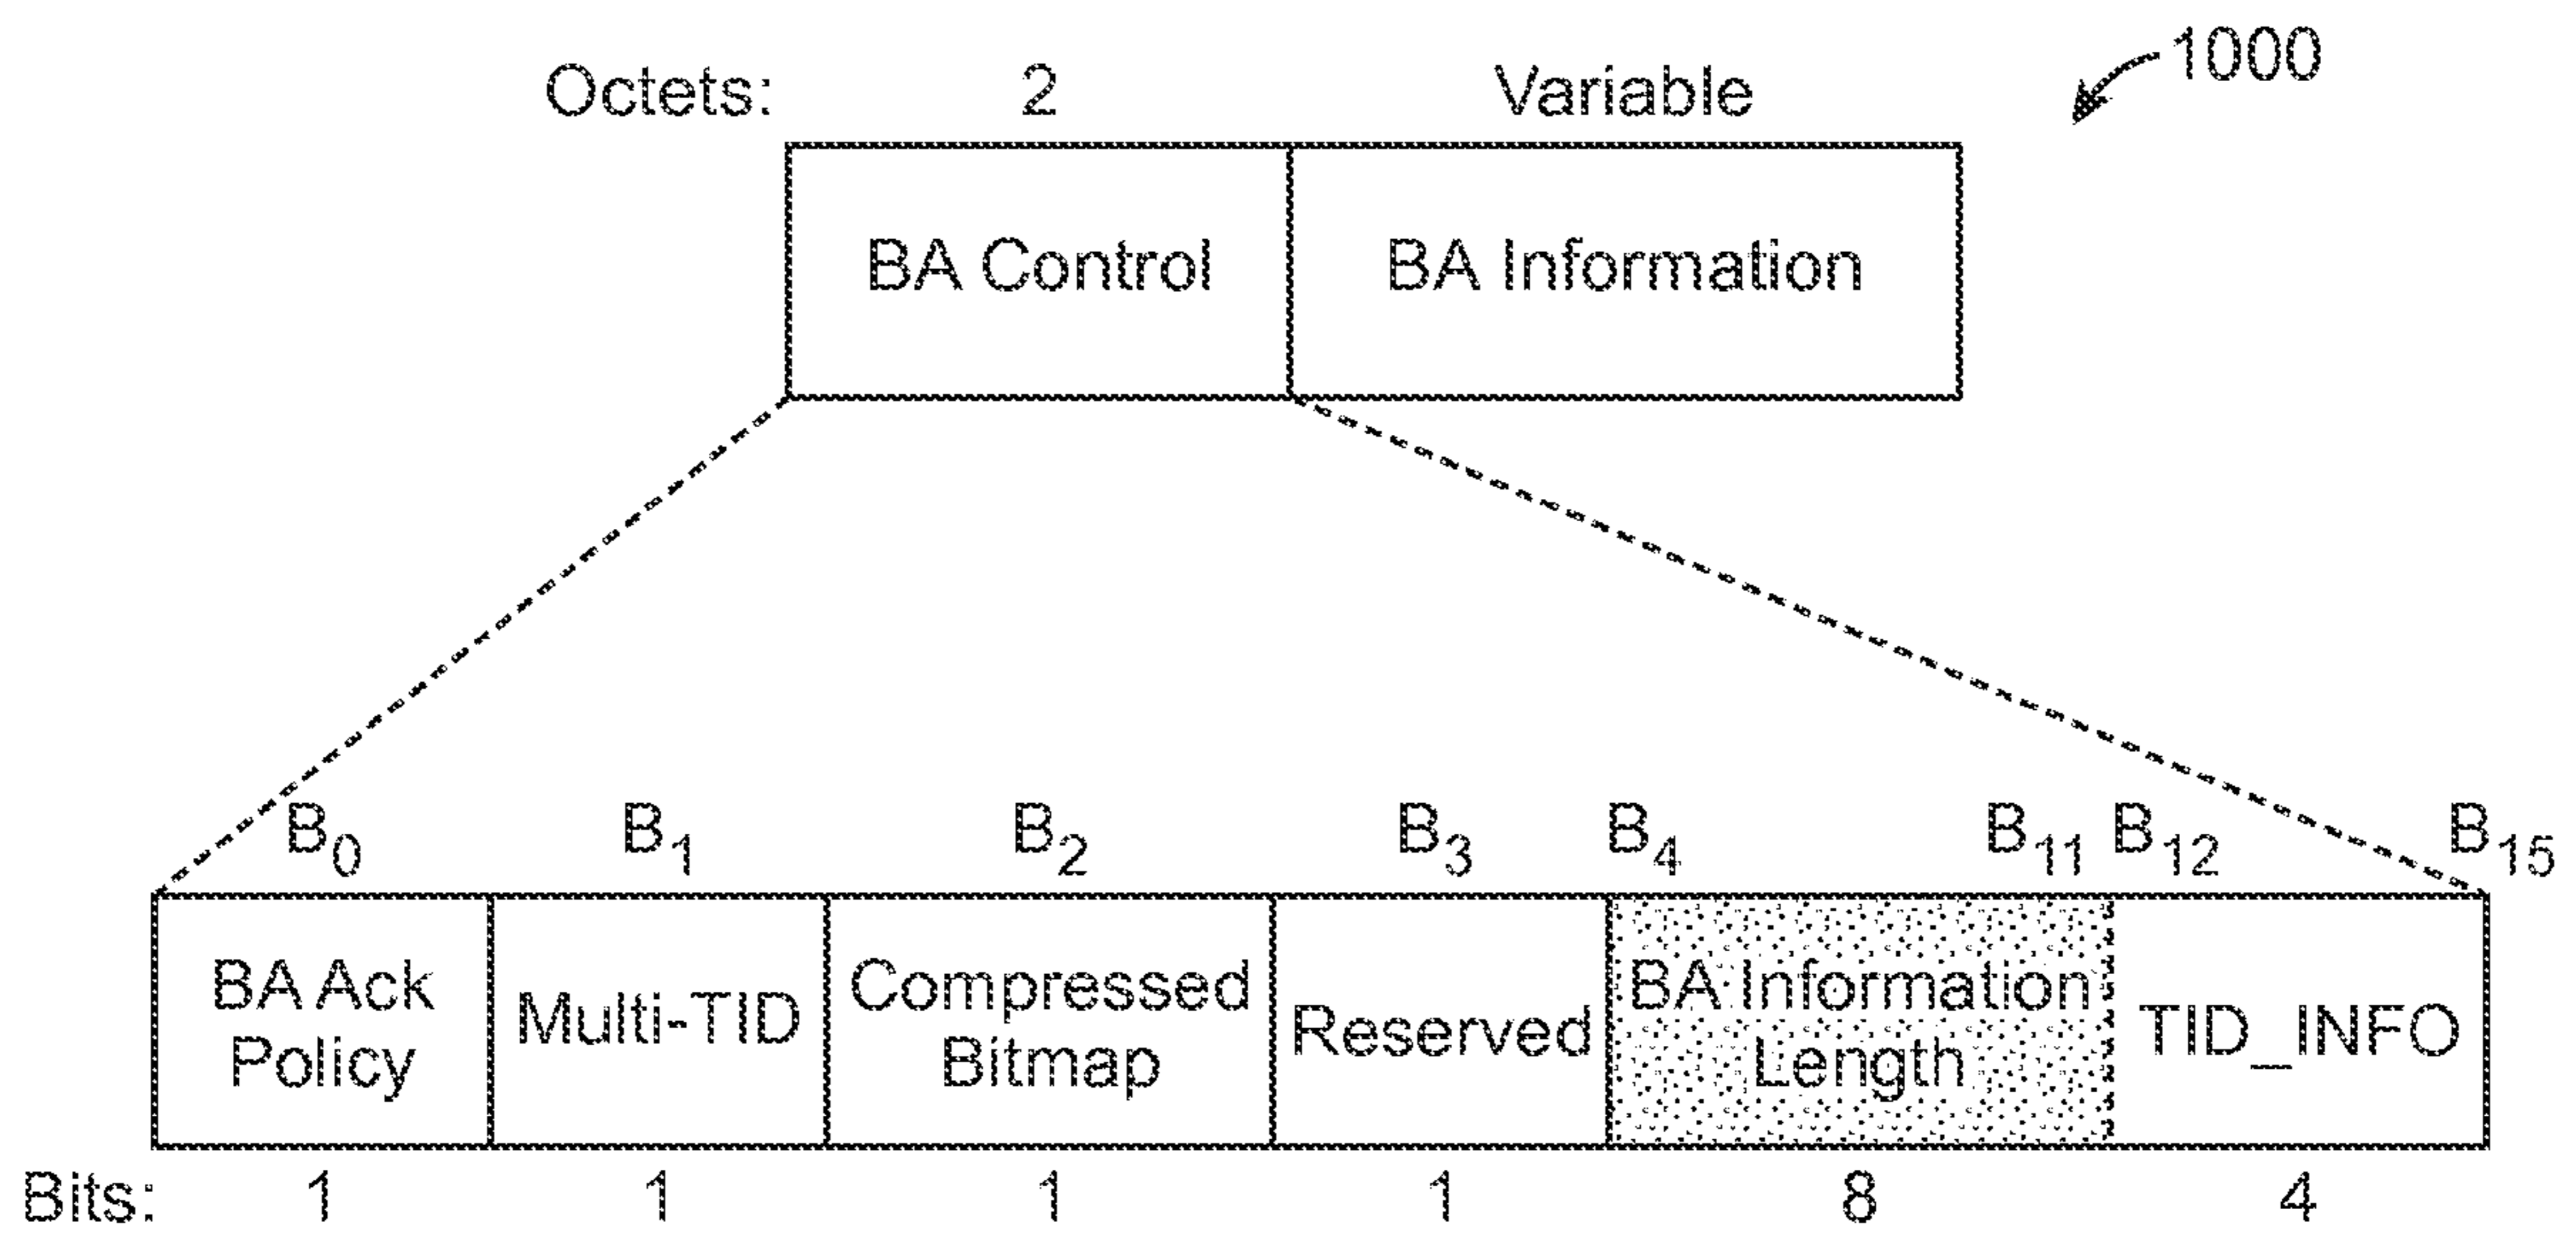 1000
Octets: 2 Variable
BA Control BA Information
B0 B1 B2 B3 B4 B11 B12 B15
BA Ack
Policy
Multi-TID
Compressed
Bitmap
Reserved
BA Information
Length
TID_INFO
Bits: 1 1 1 1 8 4